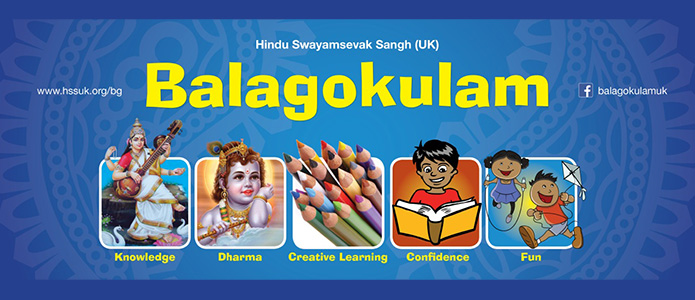 Hindu Swayamsevak Sangh (UK)
Balagokulam
www.hssuk.org/bg
balagokulamuk
Knowledge
Dharma
Creative Learning
Confidence
Fun